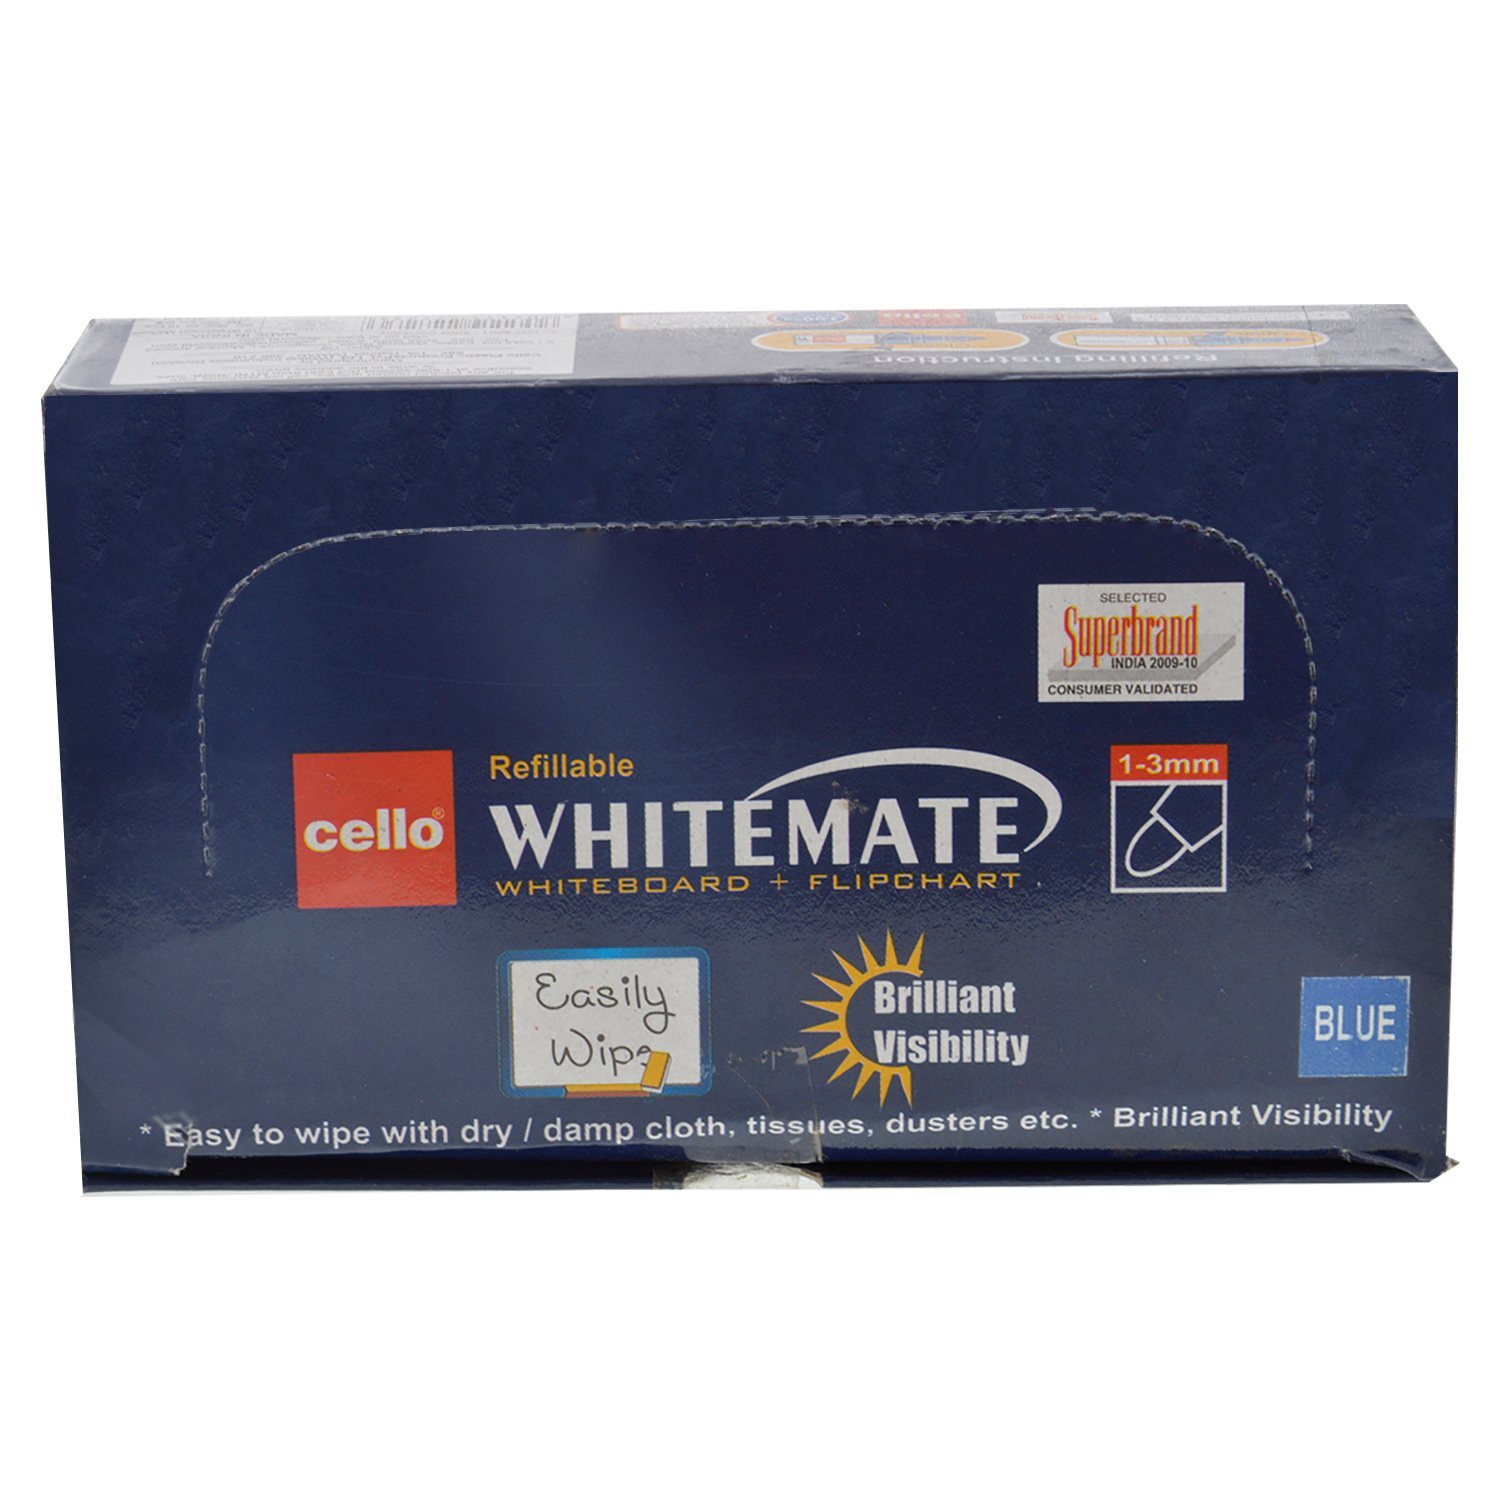 Refilling Instruction
SELECTED
Superbrand
INDIA 2009-10
CONSUMER VALIDATED
cello®
Refillable
WHITEMATE
WHITEBOARD + FLIPCHART
1-3mm
Easily
Wipe
Brilliant
Visibility
BLUE
* Easy to wipe with dry / damp cloth, tissues, dusters etc. * Brilliant Visibility